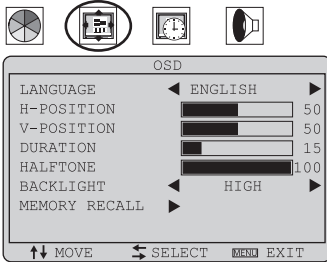 OSD
LANGUAGE ENGLISH
H-POSITION 50
V-POSITION 50
DURATION 15
HALFTONE 100
BACKLIGHT HIGH
MEMORY RECALL
MOVE SELECT MENU EXIT